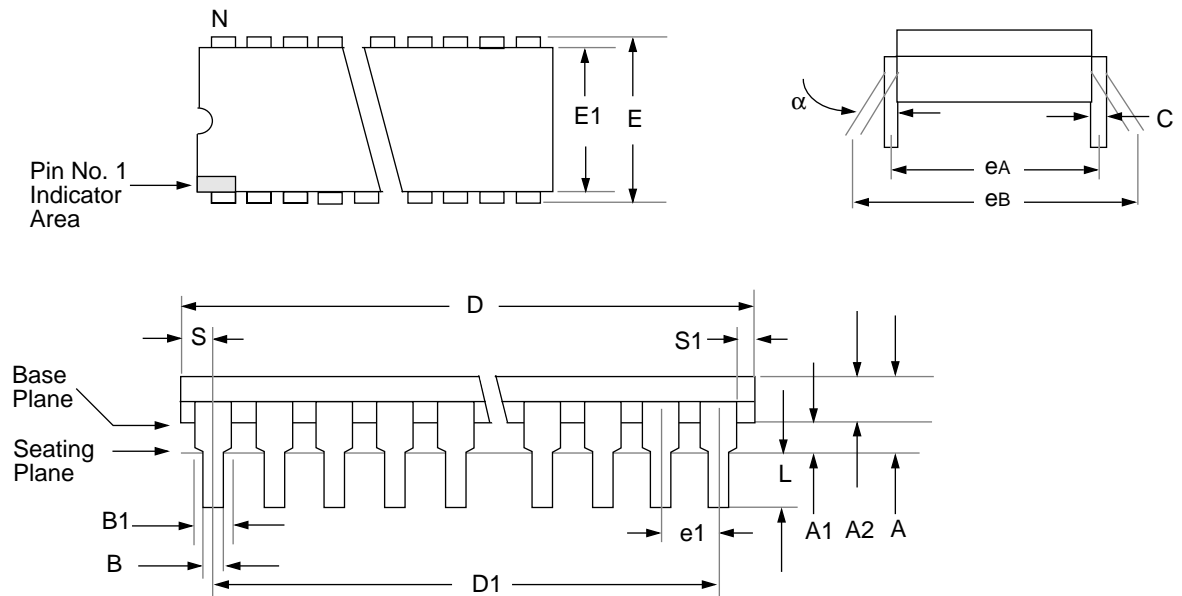 N
E1
E
Pin No. 1
Indicator
Area
α
C
eA
eB
D
S
S1
Base
Plane
Seating
Plane
L
B1
e1
A1
A2
A
B
D1